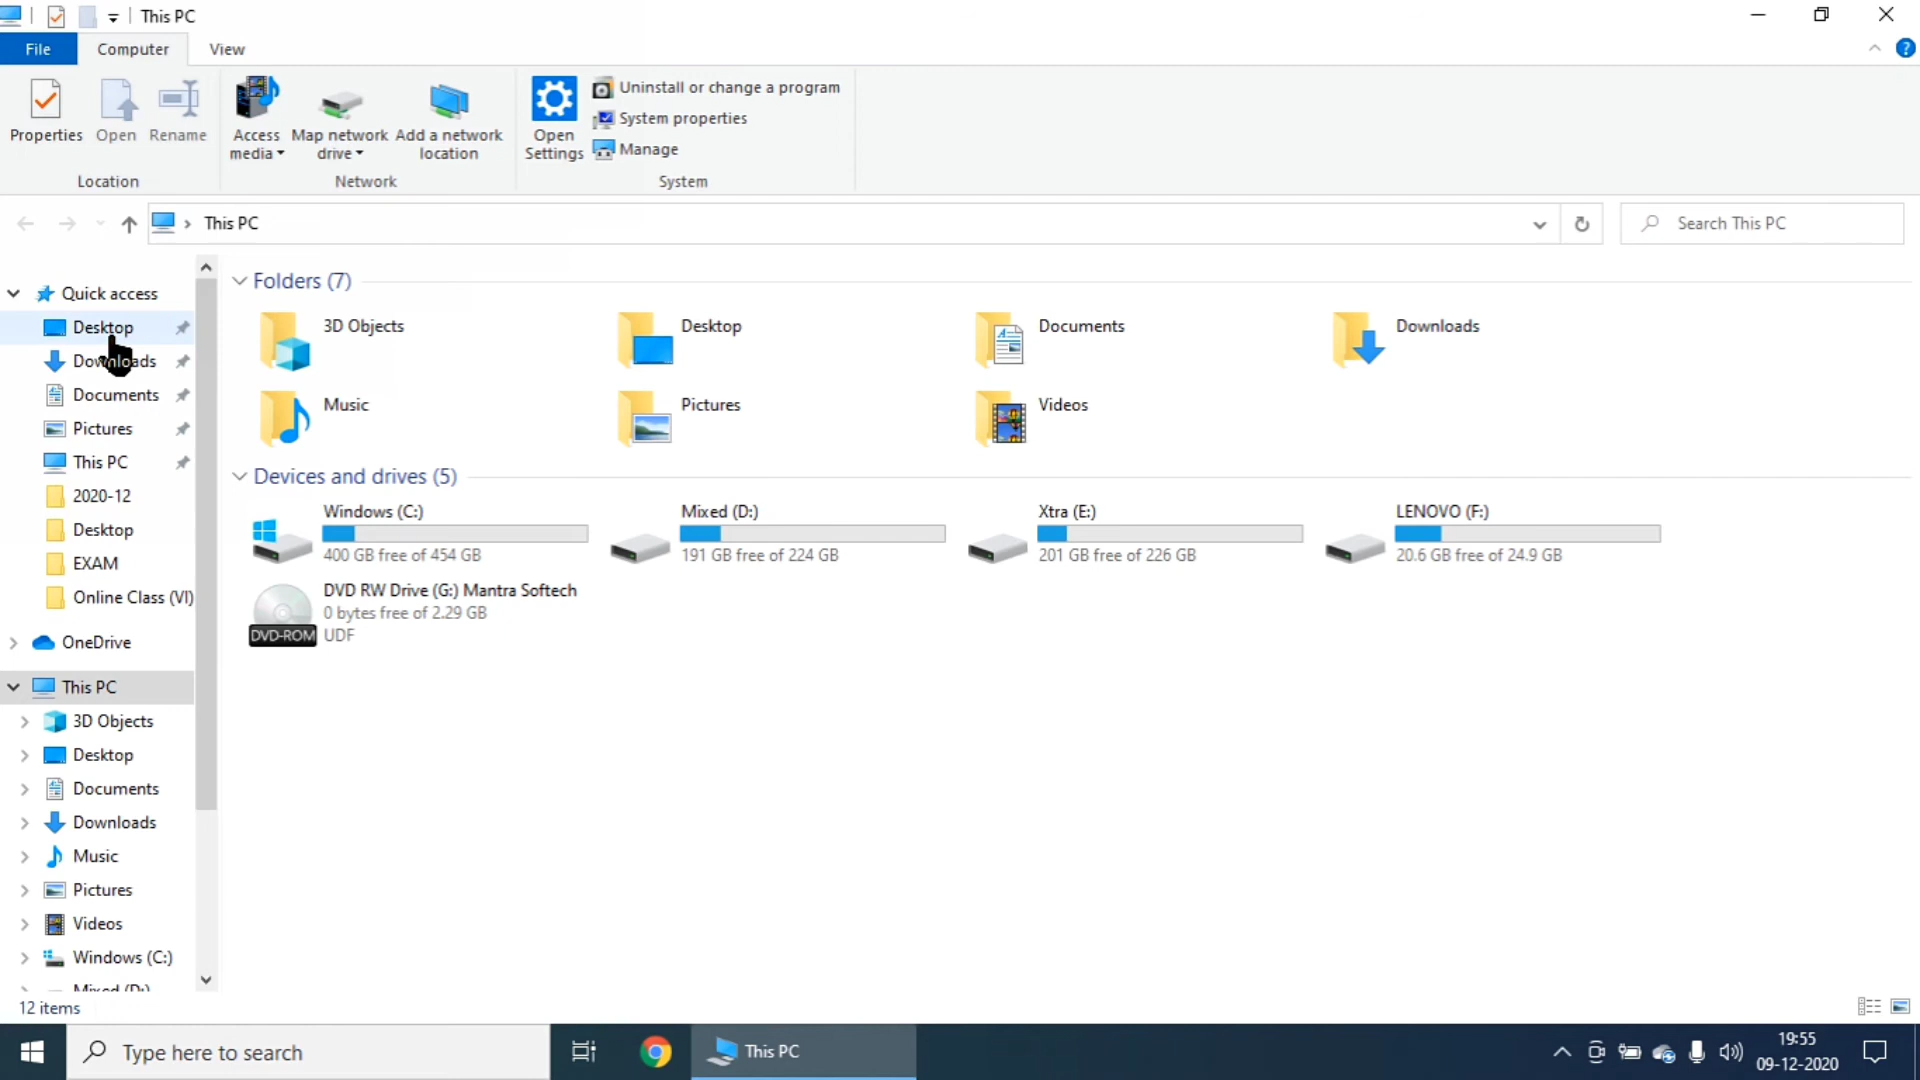 This PC
File
Computer
View
Properties
Open
Rename
Access
media
Map network
drive
Add a network
location
Open
Settings
Uninstall or change a program
System properties
Manage
Location
Network
System
This PC
Search This PC
Quick access
Desktop
Downloads
Documents
Pictures
This PC
2020-12
Desktop
EXAM
Online Class (VI)
OneDrive
This PC
3D Objects
Desktop
Documents
Downloads
Music
Pictures
Videos
Windows (C:)
Mixed (D:)
Folders (7)
3D Objects
Desktop
Documents
Downloads
Music
Pictures
Videos
Devices and drives (5)
Windows (C:)
400 GB free of 454 GB
Mixed (D:)
191 GB free of 224 GB
Xtra (E:)
201 GB free of 226 GB
LENOVO (F:)
20.6 GB free of 24.9 GB
DVD RW Drive (G:) Mantra Softech
0 bytes free of 2.29 GB
DVD-ROM
UDF
12 items
Type here to search
This PC
19:55
09-12-2020